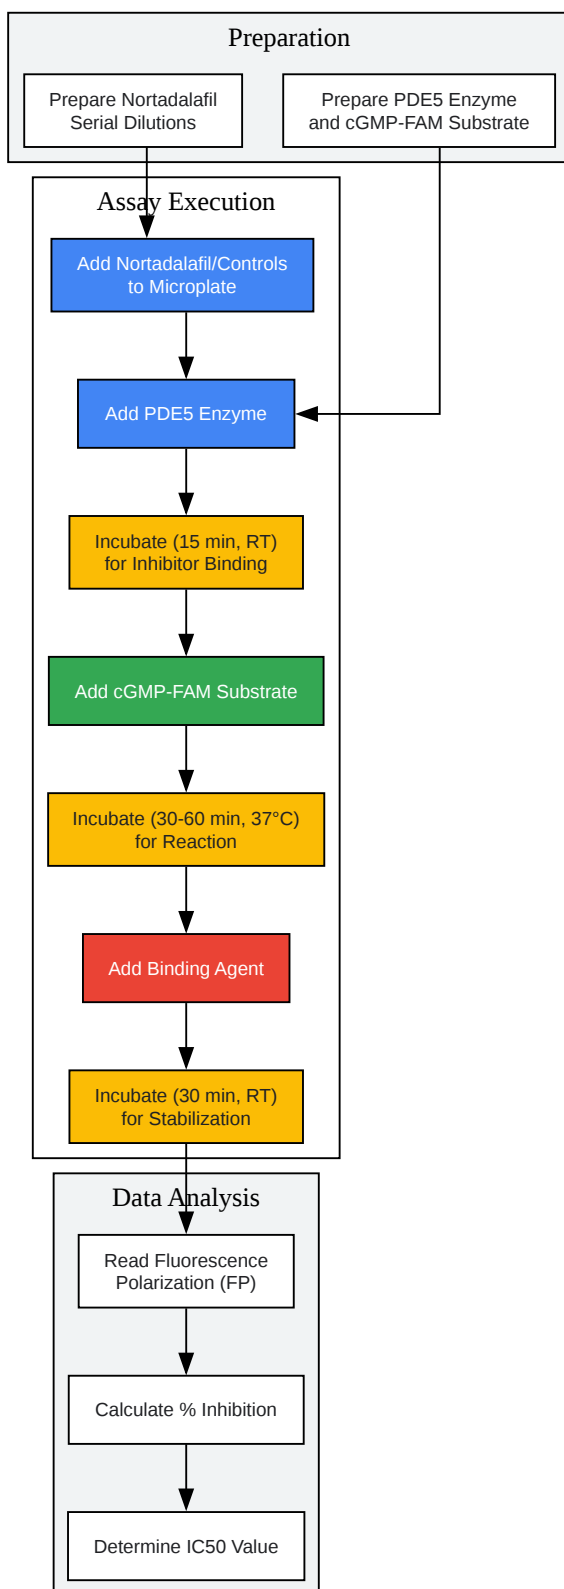 Preparation
Prepare Nortadalafil
Serial Dilutions
Prepare PDE5 Enzyme
and cGMP-FAM Substrate
Assay Execution
Add Nortadalafil/Controls
to Microplate
Add PDE5 Enzyme
Incubate (15 min, RT)
for Inhibitor Binding
Add cGMP-FAM Substrate
Incubate (30-60 min, 37°C)
for Reaction
Add Binding Agent
Incubate (30 min, RT)
for Stabilization
Data Analysis
Read Fluorescence
Polarization (FP)
Calculate % Inhibition
Determine IC50 Value